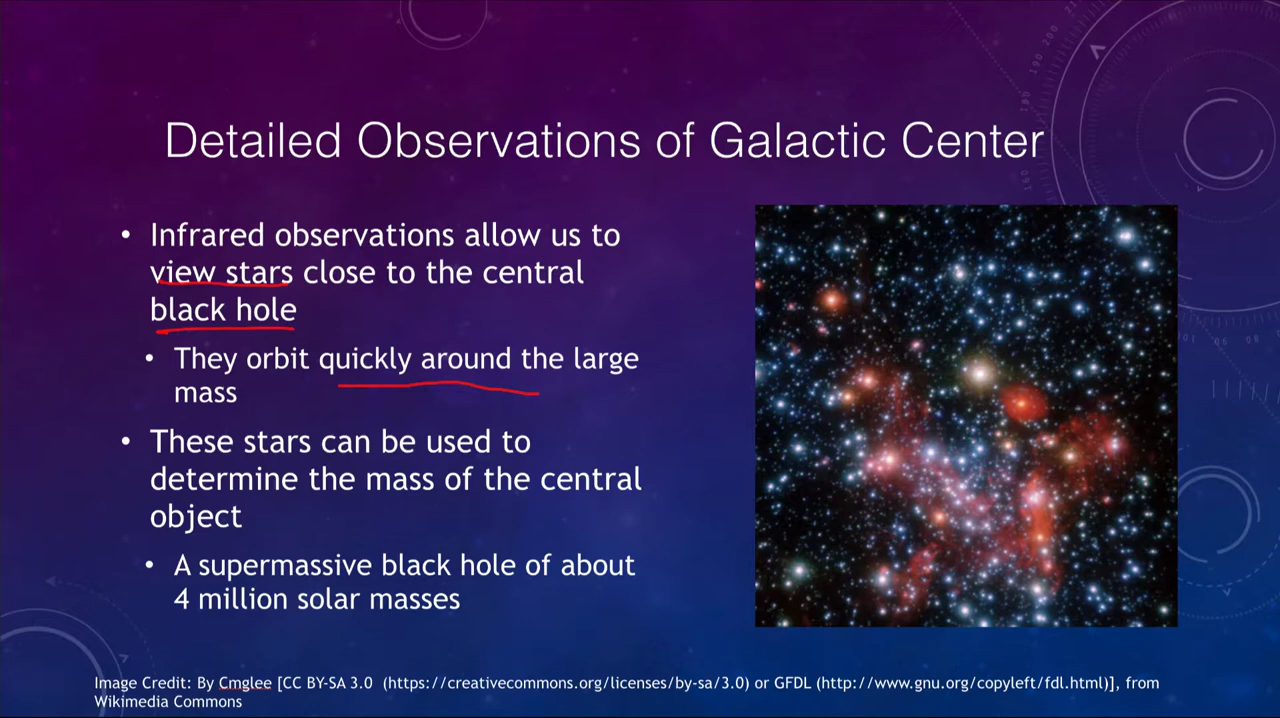 Detailed Observations of Galactic Center
• Infrared observations allow us to
view stars close to the central
black hole
• They orbit quickly around the large
mass
• These stars can be used to
determine the mass of the central
object
• A supermassive black hole of about
4 million solar masses
Image Credit: By Cmglee [CC BY-SA 3.0 (https://creativecommons.org/licenses/by-sa/3.0) or GFDL (http://www.gnu.org/copyleft/fdl.html)], from
Wikimedia Commons